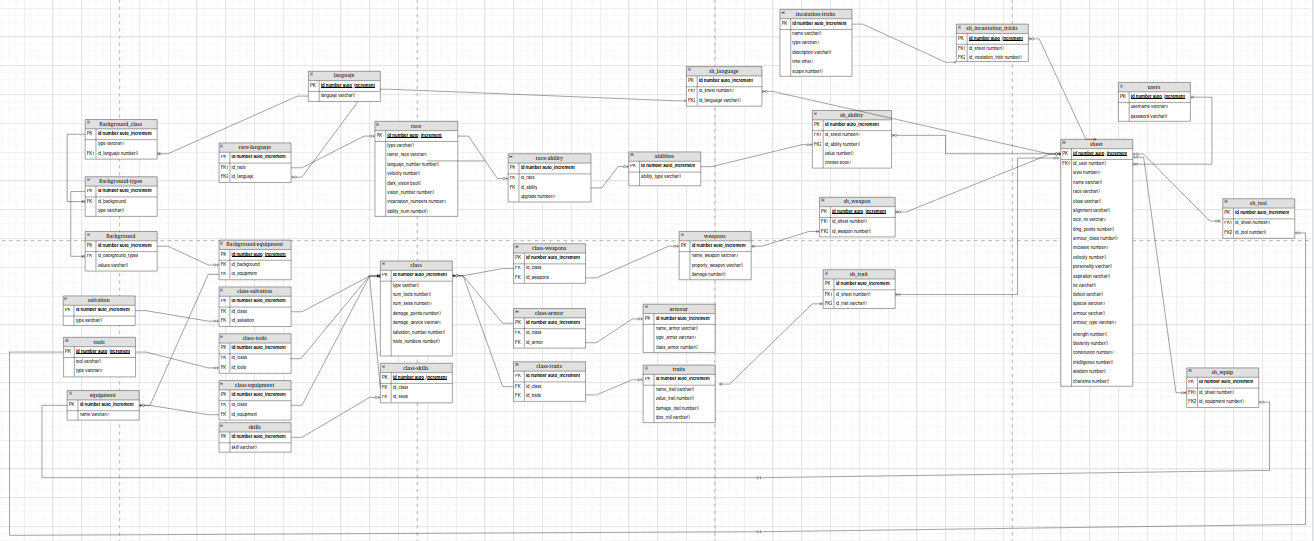 incatation-tricks
PK id number auto_increment
name varchar()
type varchar()
description varchar()
time time()
scope number()
sh_incantation_tricks
PK id number auto_increment
FK1 id_sheet number()
FK2 id_incatation_trick number()
language
PK id number auto_increment
language varchar()
sh_language
PK id number auto_increment
FK1 id_sheet number()
FK2 id_language number()
users
PK id number auto_increment
username varchar()
password varchar()
Background_class
PK id number auto_increment
type varchar()
FK1 id_language number()
race
PK id number auto_increment
type varchar()
language_number number()
velocity number()
dark_vision bool()
vision_number number()
incantation_numbers number()
ability_num number()
sh_ability
PK id number auto_increment
FK1 id_sheet number()
FK2 id_ability number()
value number()
choose bool()
race-language
PK id number auto_increment
FK1 id_race
FK2 id_language
race-ability
PK id number auto_increment
FK id_race
FK id_ability
upgrade number()
abilities
PK id number auto_increment
ability_type varchar()
sheet
PK id number auto_increment
FK1 id_user number()
level number()
name varchar()
race varchar()
class varchar()
alignment varchar()
dmg_points number()
armour_class number()
iniciative number()
velocity number()
personality varchar()
aspiration varchar()
tie varchar()
defect varchar()
species varchar()
armour varchar()
armour_type varchar()
strength number()
dexterity number()
constitution number()
intelligence number()
wisdom number()
charisma number()
Background-types
PK id number auto_increment
FK id_background
type varchar()
sh_weapon
PK id number auto_increment
FK1 id_sheet number()
FK2 id_weapon number()
sh_tool
PK id number auto_increment
FK1 id_sheet number()
FK2 id_tool number()
Background
PK id number auto_increment
FK id_background_types
values varchar()
Background-equipment
PK id number auto_increment
FK id_background
FK id_equipment
class-weapons
PK id number auto_increment
FK id_class
FK id_weapons
weapons
PK id number auto_increment
name_weapon varchar()
property_weapon varchar()
damage number()
class
PK id number auto_increment
type varchar()
num_tools number()
num_skills number()
damage_points number()
damage_device varchar()
salvation_number number()
traits_numbers number()
sh_trait
PK id number auto_increment
FK1 id_sheet number()
FK2 id_trait varchar()
salvation
PK id number auto_increment
type varchar()
class-salvation
PK id number auto_increment
FK id_class
FK id_salvation
class-armor
PK id number auto_increment
FK id_class
FK id_armor
armour
PK id number auto_increment
name_armor varchar()
type_armor varchar()
class_armor number()
tools
PK id number auto_increment
tool varchar()
type varchar()
class-tools
PK id number auto_increment
FK id_class
FK id_tools
class-skills
PK id number auto_increment
FK id_class
FK id_skills
class-traits
PK id number auto_increment
FK id_class
FK id_traits
traits
PK id number auto_increment
name_trait varchar()
value_trait number()
damage_trait number()
dice_roll varchar()
sh_equip
PK id number auto_increment
FK1 id_sheet number()
FK2 id_equipment number()
equipment
PK id number auto_increment
name varchar()
class-equipment
PK id number auto_increment
FK id_class
FK id_equipment
skills
PK id number auto_increment
skill varchar()